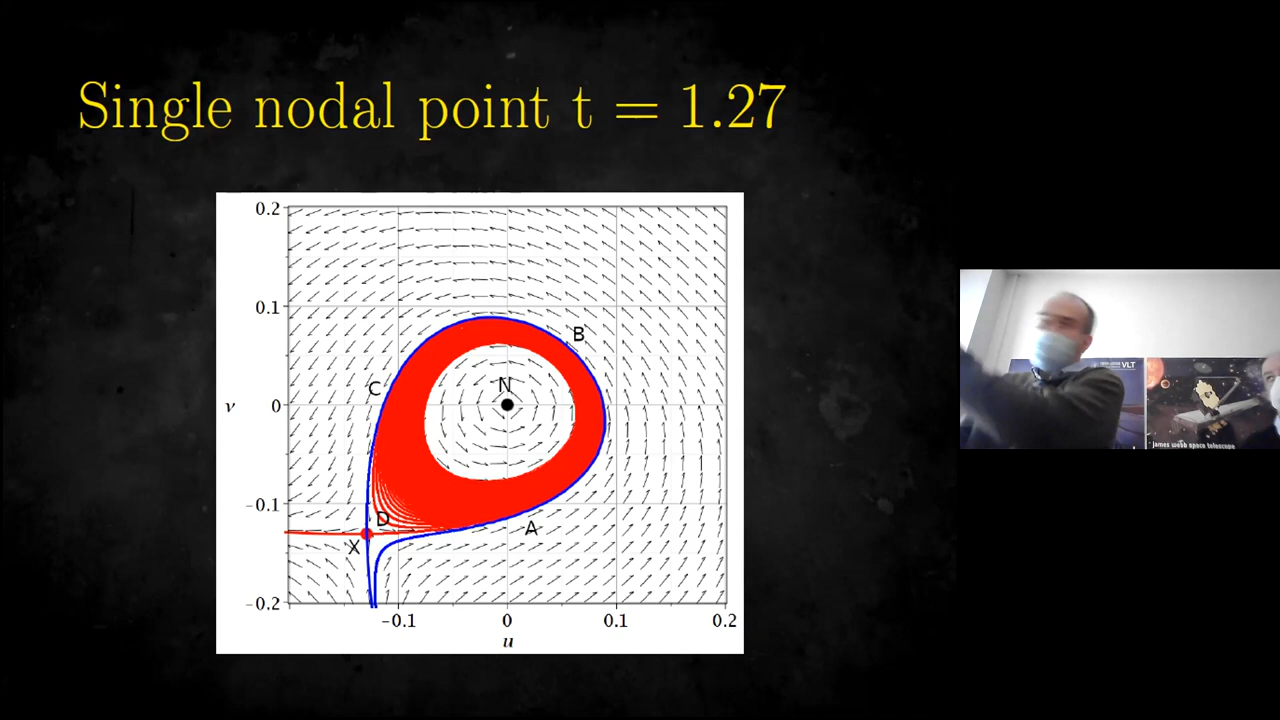 Single nodal point t = 1.27
0.2
B
C
0.1
N
ν
0
-0.1
D
A
X
-0.2
-0.1
0
0.1
0.2
u
VLT
james webb space telescope